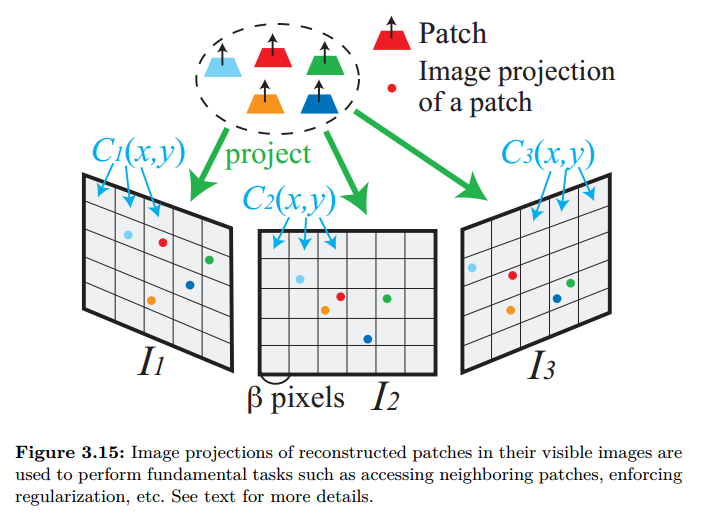 Patch
Image projection
of a patch
project
C1(x,y)
C2(x,y)
C3(x,y)
I1
β pixels
I2
I3
Figure 3.15: Image projections of reconstructed patches in their visible images are
used to perform fundamental tasks such as accessing neighboring patches, enforcing
regularization, etc. See text for more details.